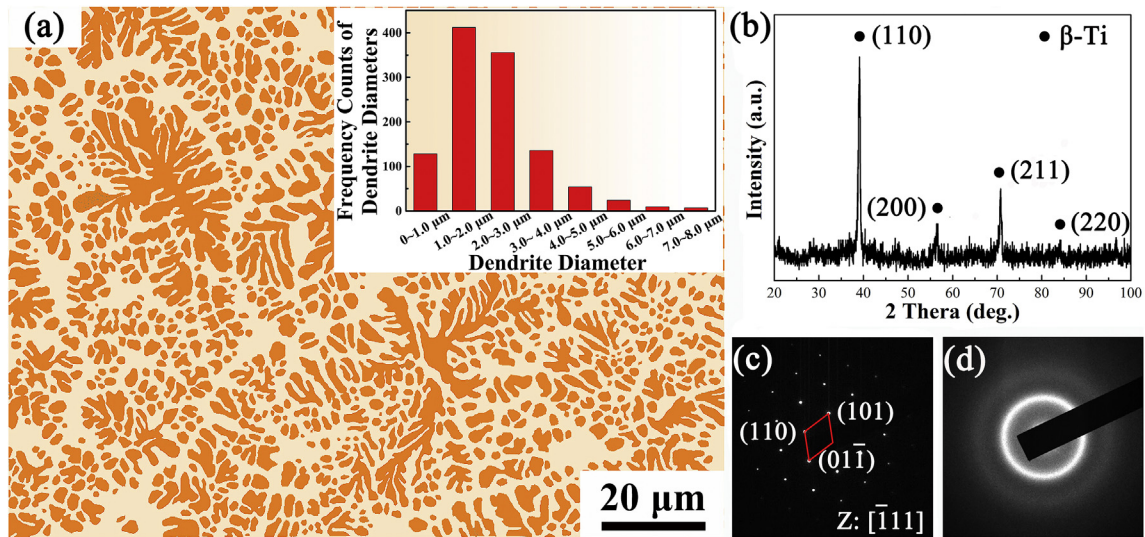 (a)
Frequency Counts of
Dendrite Diameters
400
300
200
100
0
0~1.0 μm
1.0~2.0 μm
2.0~3.0 μm
3.0~ 4.0 μm
4.0~5.0 μm
5.0~6.0 μm
6.0~7.0 μm
7.0~8.0 μm
Dendrite Diameter
20 μm
(b)
Intensity (a.u.)
● (110)
● β-Ti
(200) ●
● (211)
● (220)
20 30 40 50 60 70 80 90 100
2 Thera (deg.)
(c)
(101)
(110)
(011̅)
Z: [1̅11]
(d)